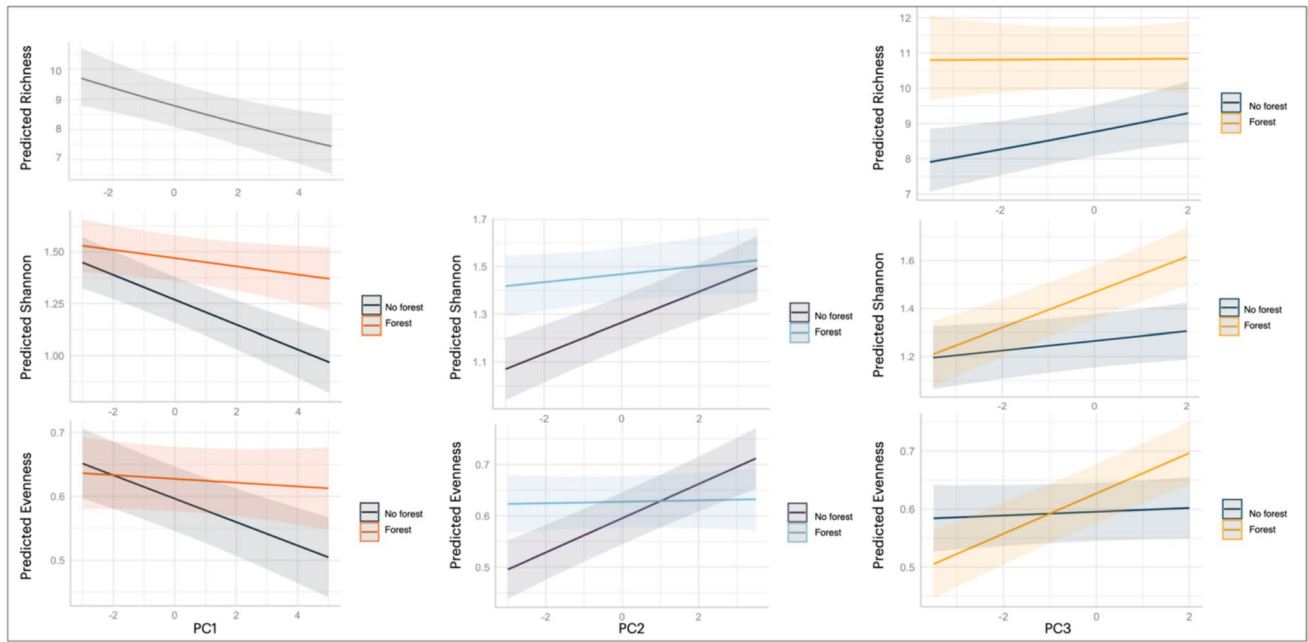 Predicted Richness
10
9
8
7
-2 0 2 4
Predicted Richness
12
11
10
9
8
7
-2 0 2
No forest
Forest
Predicted Shannon
1.50
1.25
1.00
-2 0 2 4
No forest
Forest
Predicted Shannon
1.7
1.5
1.3
1.1
-2 0 2
No forest
Forest
Predicted Shannon
1.6
1.4
1.2
-2 0 2
No forest
Forest
Predicted Evenness
0.7
0.6
0.5
-2 0 2 4
PC1
No forest
Forest
Predicted Evenness
0.7
0.6
0.5
-2 0 2
PC2
No forest
Forest
Predicted Evenness
0.7
0.6
0.5
-2 0 2
PC3
No forest
Forest